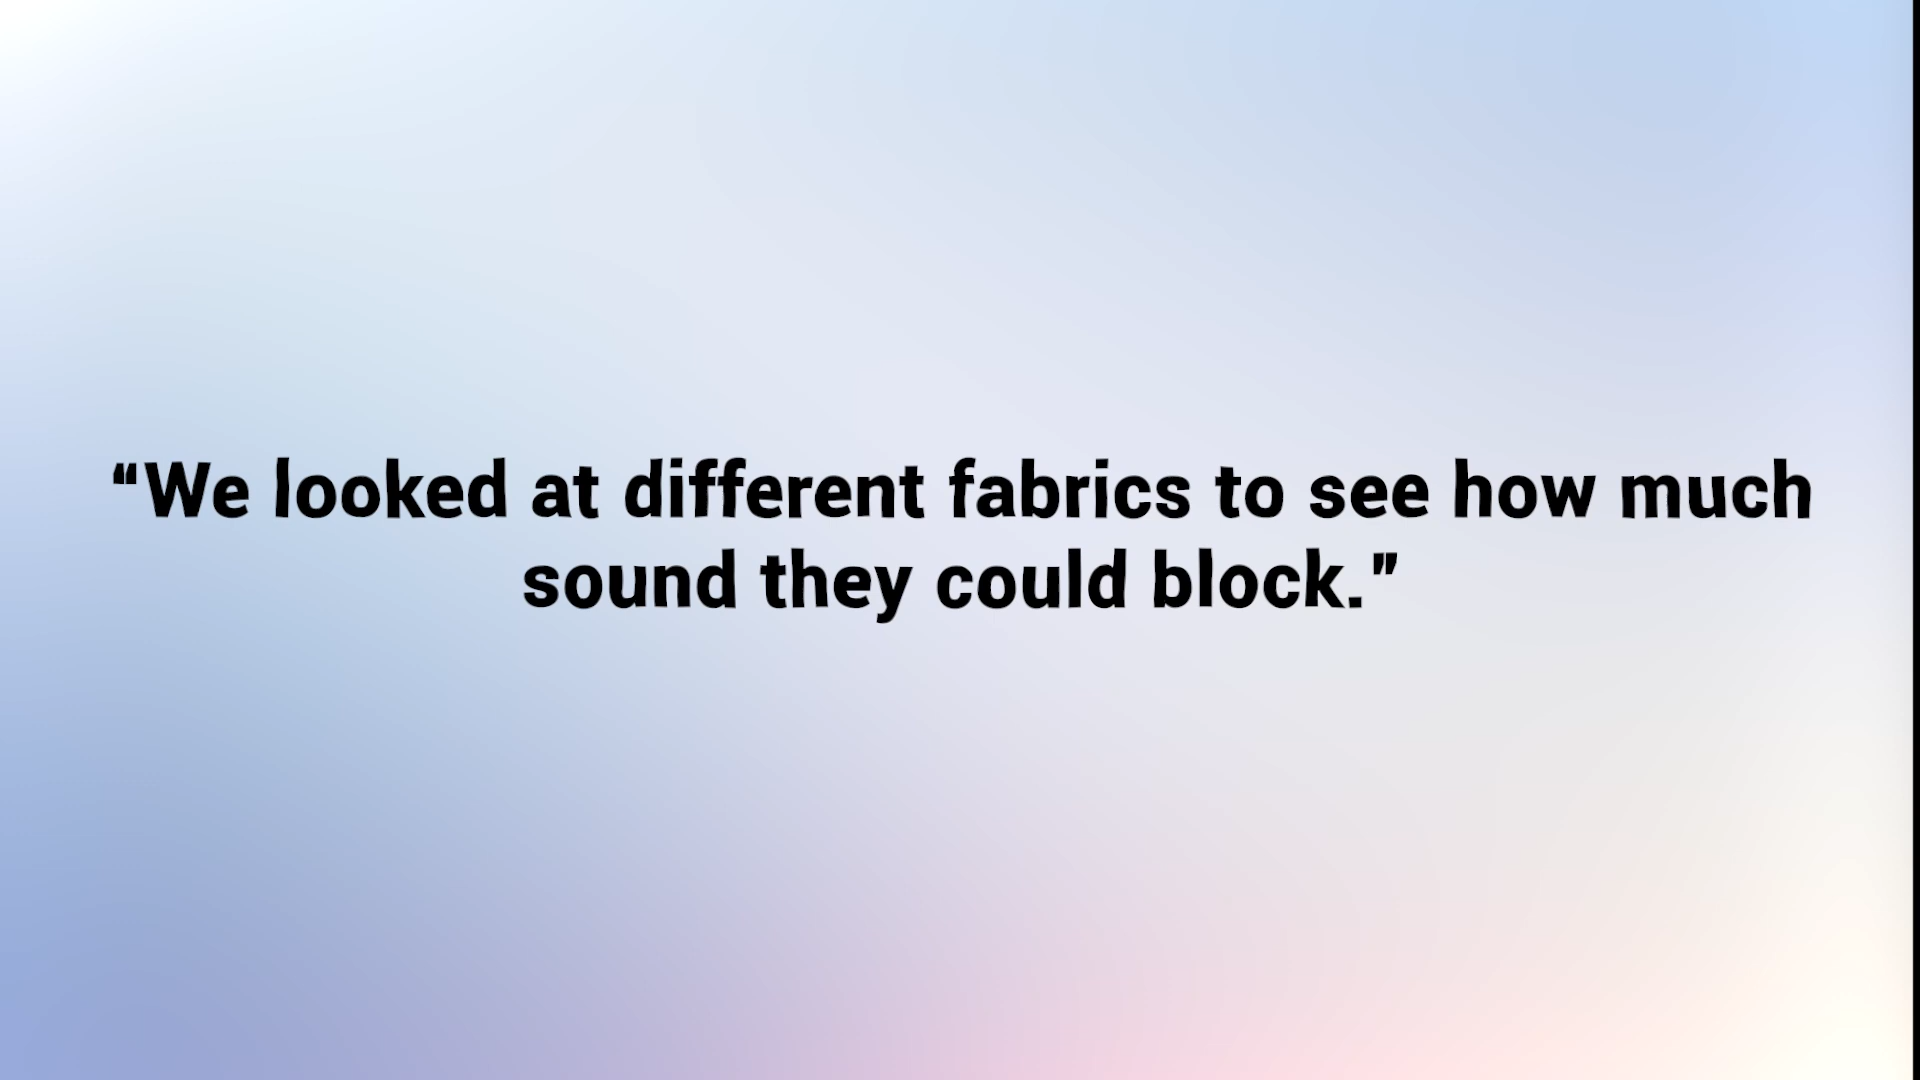 “We looked at different fabrics to see how much
sound they could block.”